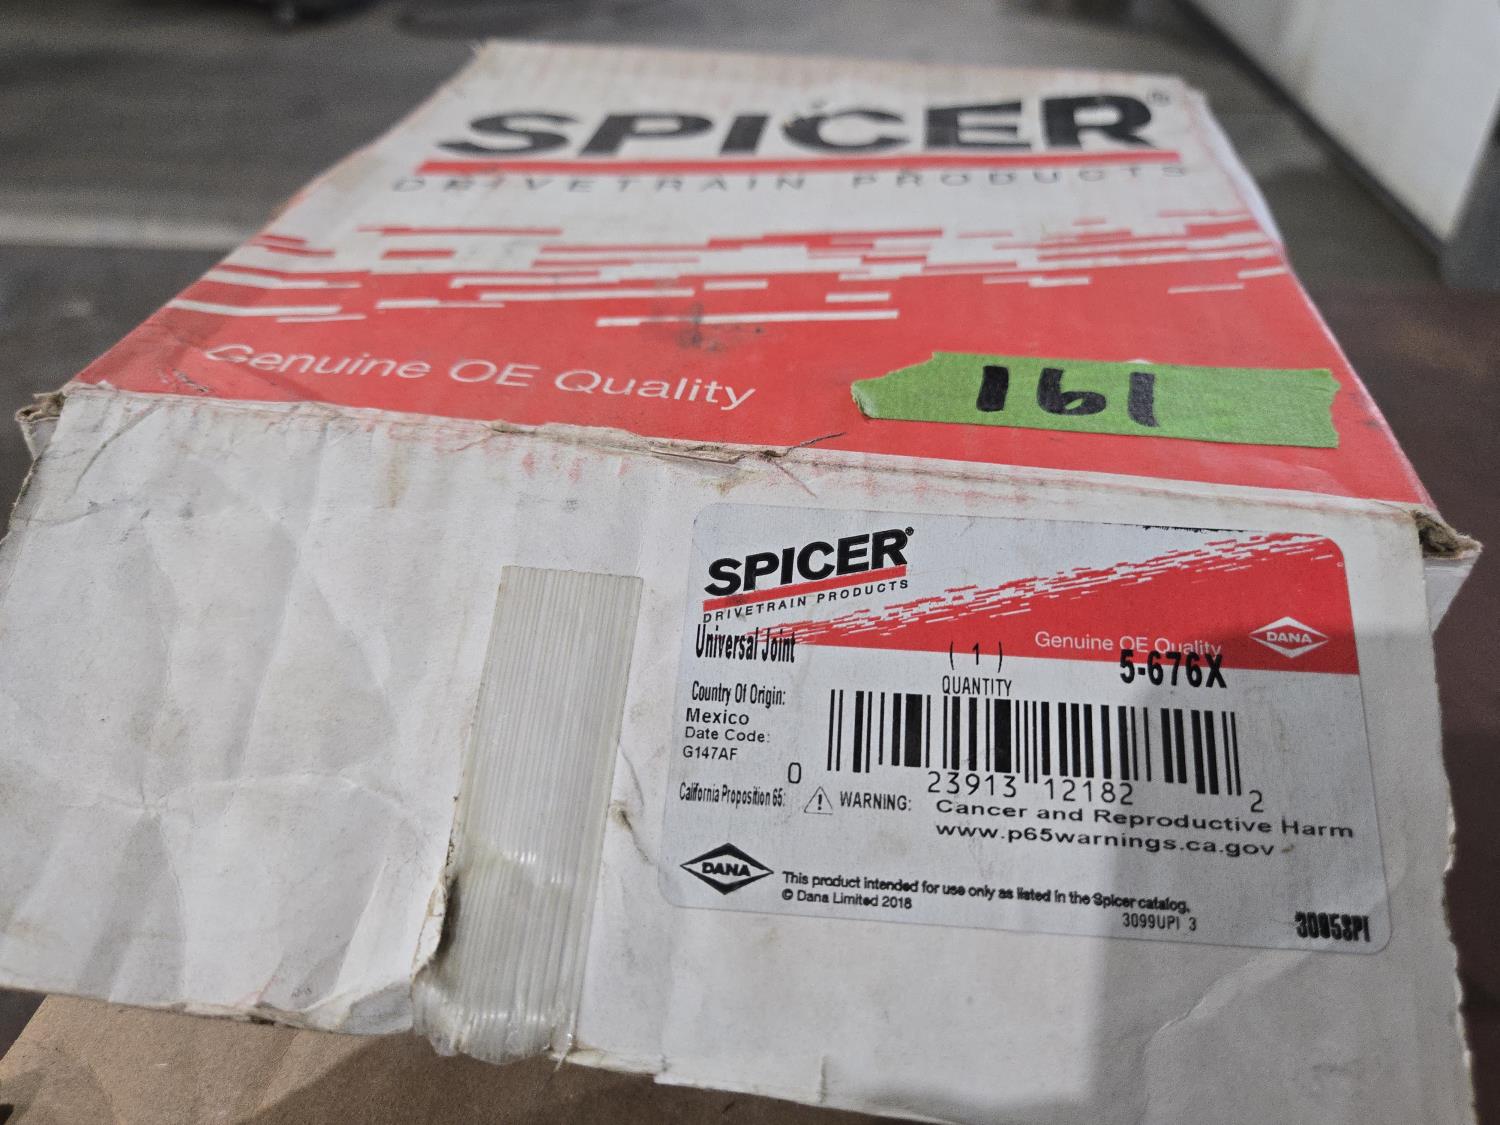 SPICER®
DRIVETRAIN PRODUCTS
Genuine OE Quality
161
SPICER®
DRIVETRAIN PRODUCTS
Universal Joint
( 1 )
QUANTITY
Genuine OE Quality
DANA
5-676X
Country Of Origin:
Mexico
Date Code:
G147AF
0 23913 12182 2
California Proposition 65:
WARNING: Cancer and Reproductive Harm
www.p65warnings.ca.gov
DANA
This product intended for use only as listed in the Spicer catalog.
© Dana Limited 2018
3099UPI 3